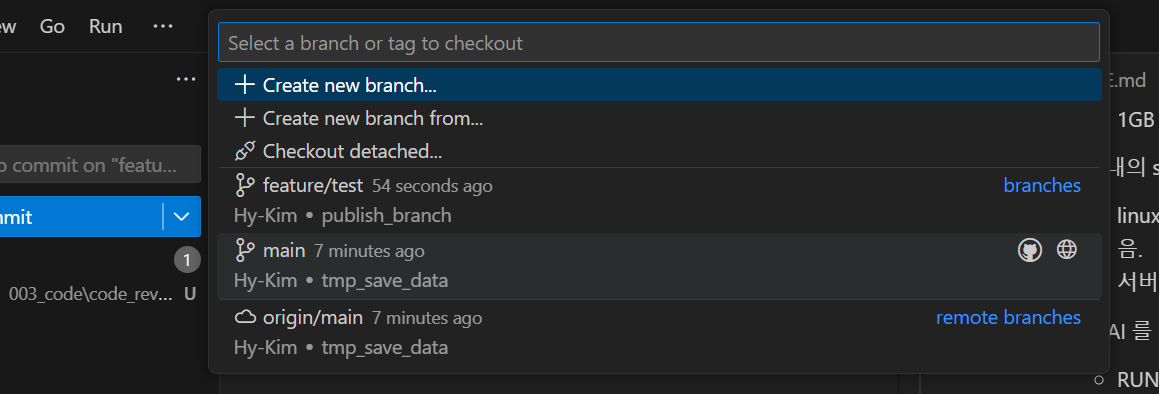 ew Go Run ...
Select a branch or tag to checkout
Create new branch...
Create new branch from...
Checkout detached...
feature/test 54 seconds ago branches
Hy-Kim • publish_branch
main 7 minutes ago
Hy-Kim • tmp_save_data
origin/main 7 minutes ago remote branches
Hy-Kim • tmp_save_data
...
o commit on "featu...
mmit
1
003_code\code_rev... U
E.md
1GB
내의 s
linux
음.
서버
AI 를
RUN